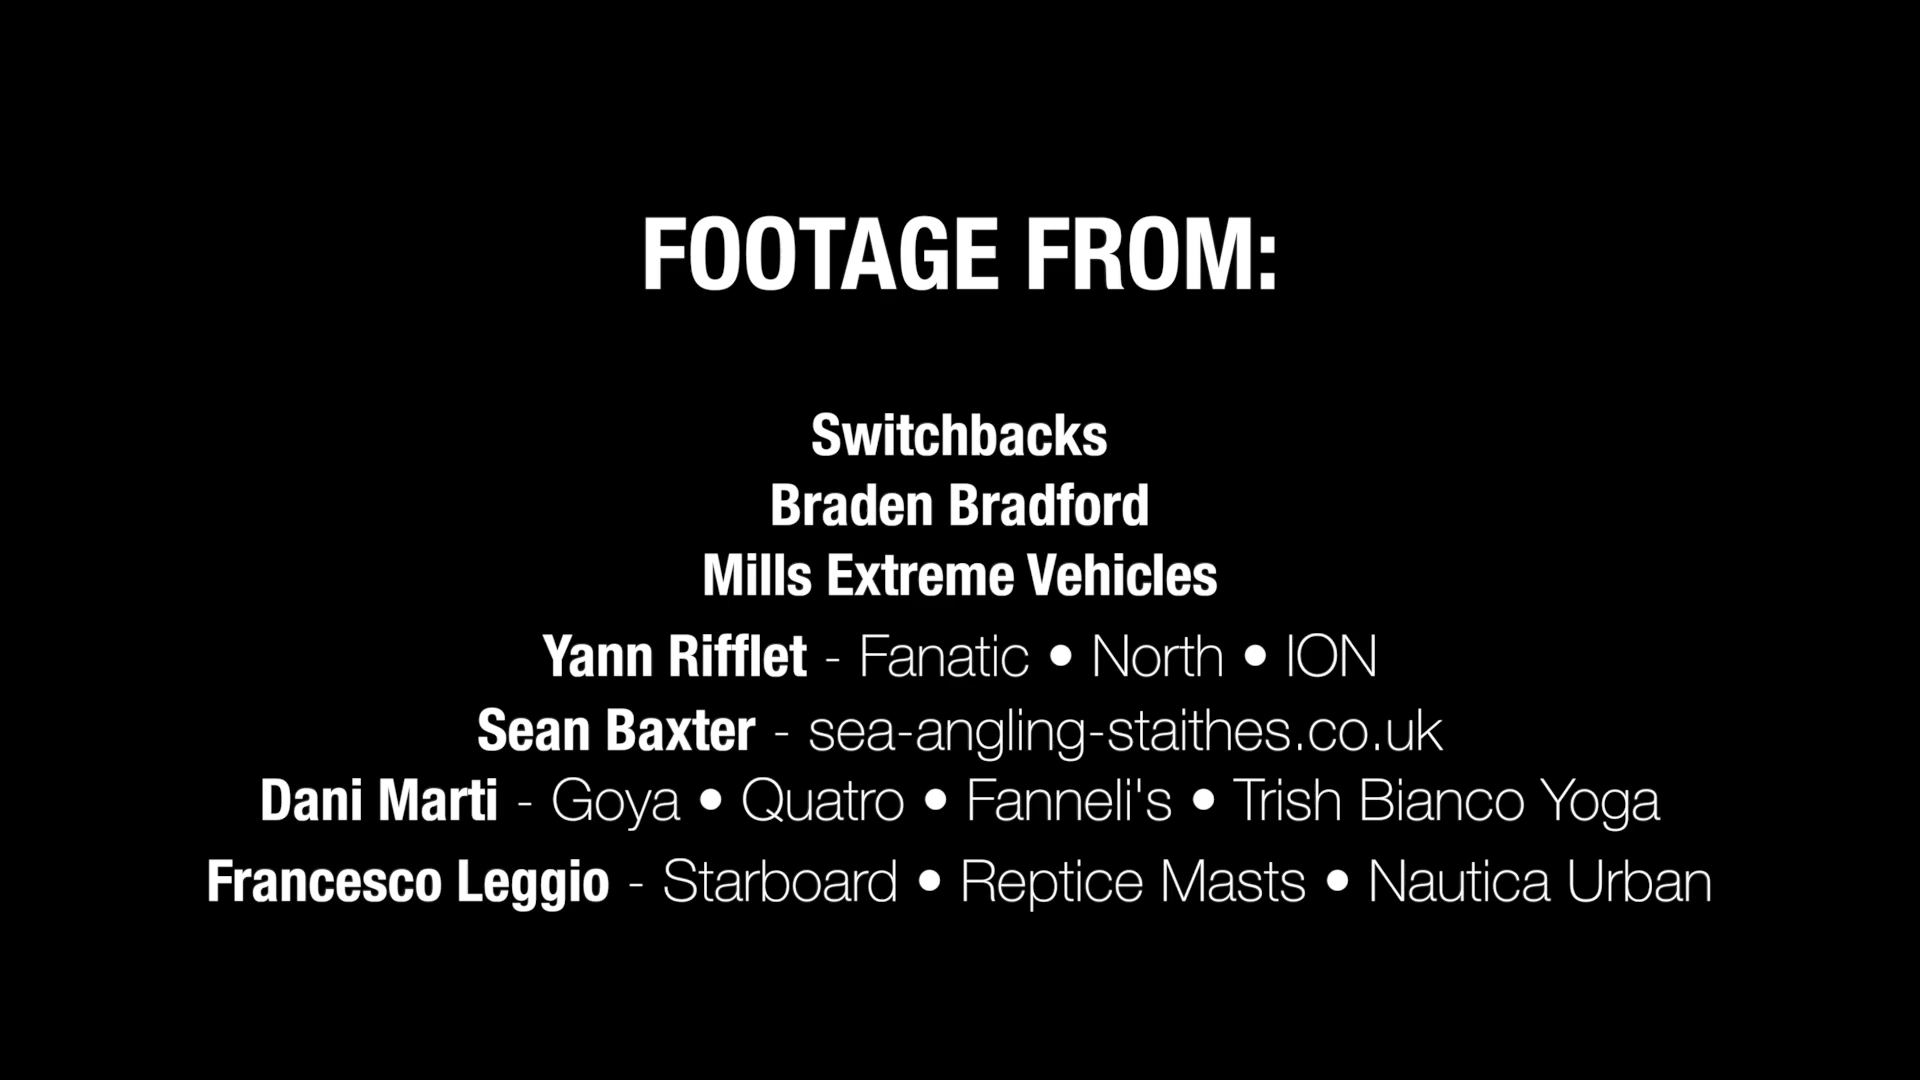 FOOTAGE FROM:
Switchbacks
Braden Bradford
Mills Extreme Vehicles
Yann Rifflet - Fanatic • North • ION
Sean Baxter - sea-angling-staithes.co.uk
Dani Marti - Goya • Quatro • Fanneli's • Trish Bianco Yoga
Francesco Leggio - Starboard • Reptice Masts • Nautica Urban